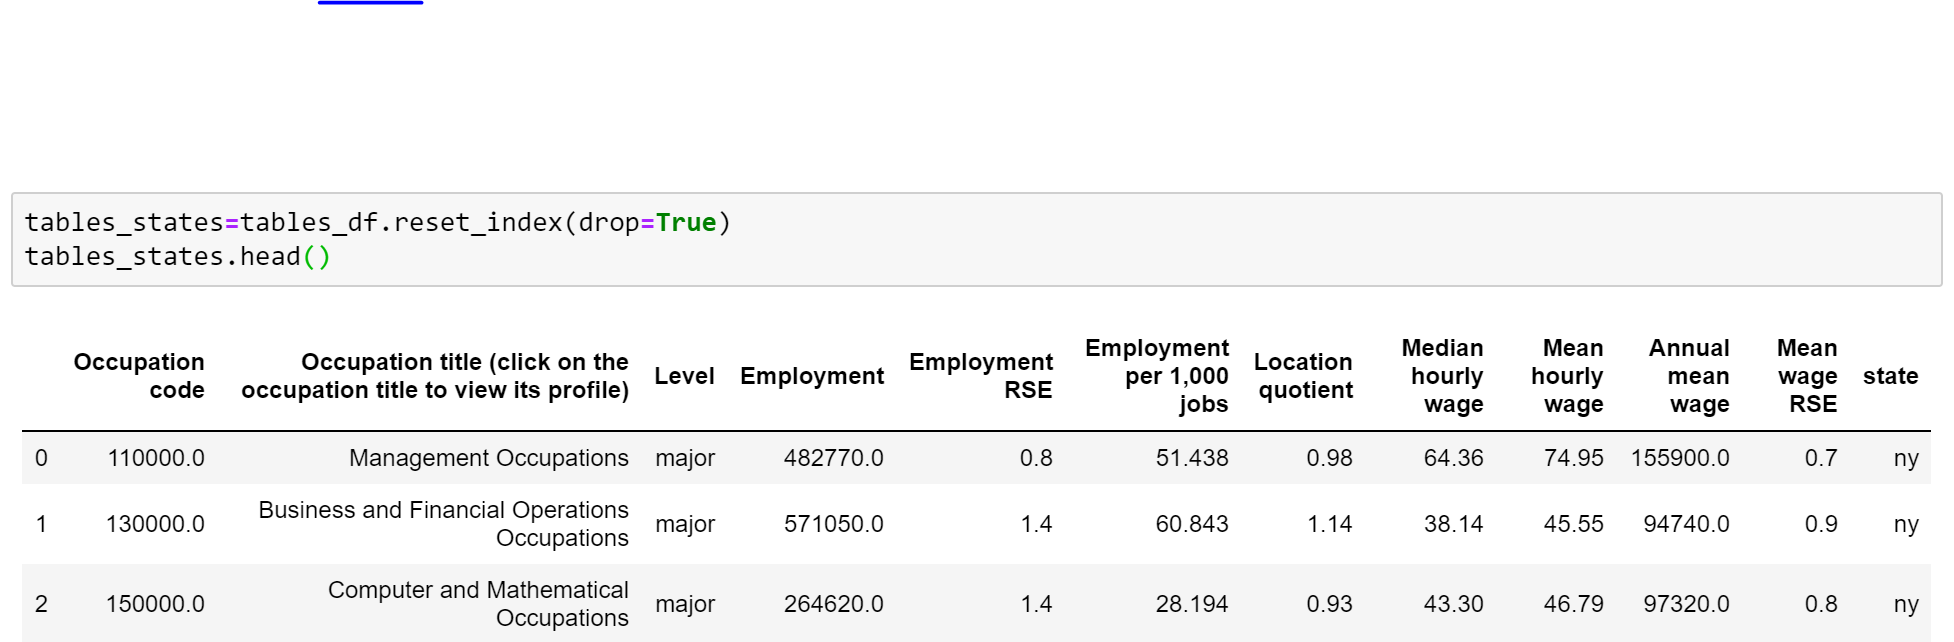 tables_states=tables_df.reset_index(drop=True)
tables_states.head()
Occupation code Occupation title (click on the occupation title to view its profile) Level Employment Employment RSE Employment per 1,000 jobs Location quotient Median hourly wage Mean hourly wage Annual mean wage Mean wage RSE state
0 110000.0 Management Occupations major 482770.0 0.8 51.438 0.98 64.36 74.95 155900.0 0.7 ny
1 130000.0 Business and Financial Operations Occupations major 571050.0 1.4 60.843 1.14 38.14 45.55 94740.0 0.9 ny
2 150000.0 Computer and Mathematical Occupations major 264620.0 1.4 28.194 0.93 43.30 46.79 97320.0 0.8 ny